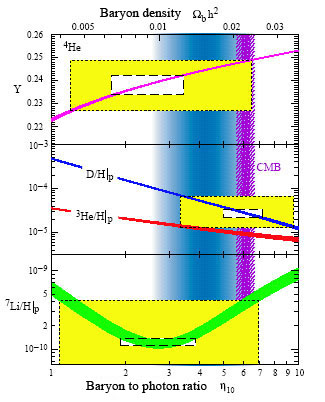 Baryon density Ω_b h²
0.005 0.01 0.02 0.03
0.26
⁴He
0.25
0.24
Y
0.23
0.22
10⁻³
CMB
D/H|p
10⁻⁴
³He/H|p
10⁻⁵
10⁻⁹
5
⁷Li/H|p
2
10⁻¹⁰
1 2 3 4 5 6 7 8 9 10
Baryon to photon ratio η₁₀